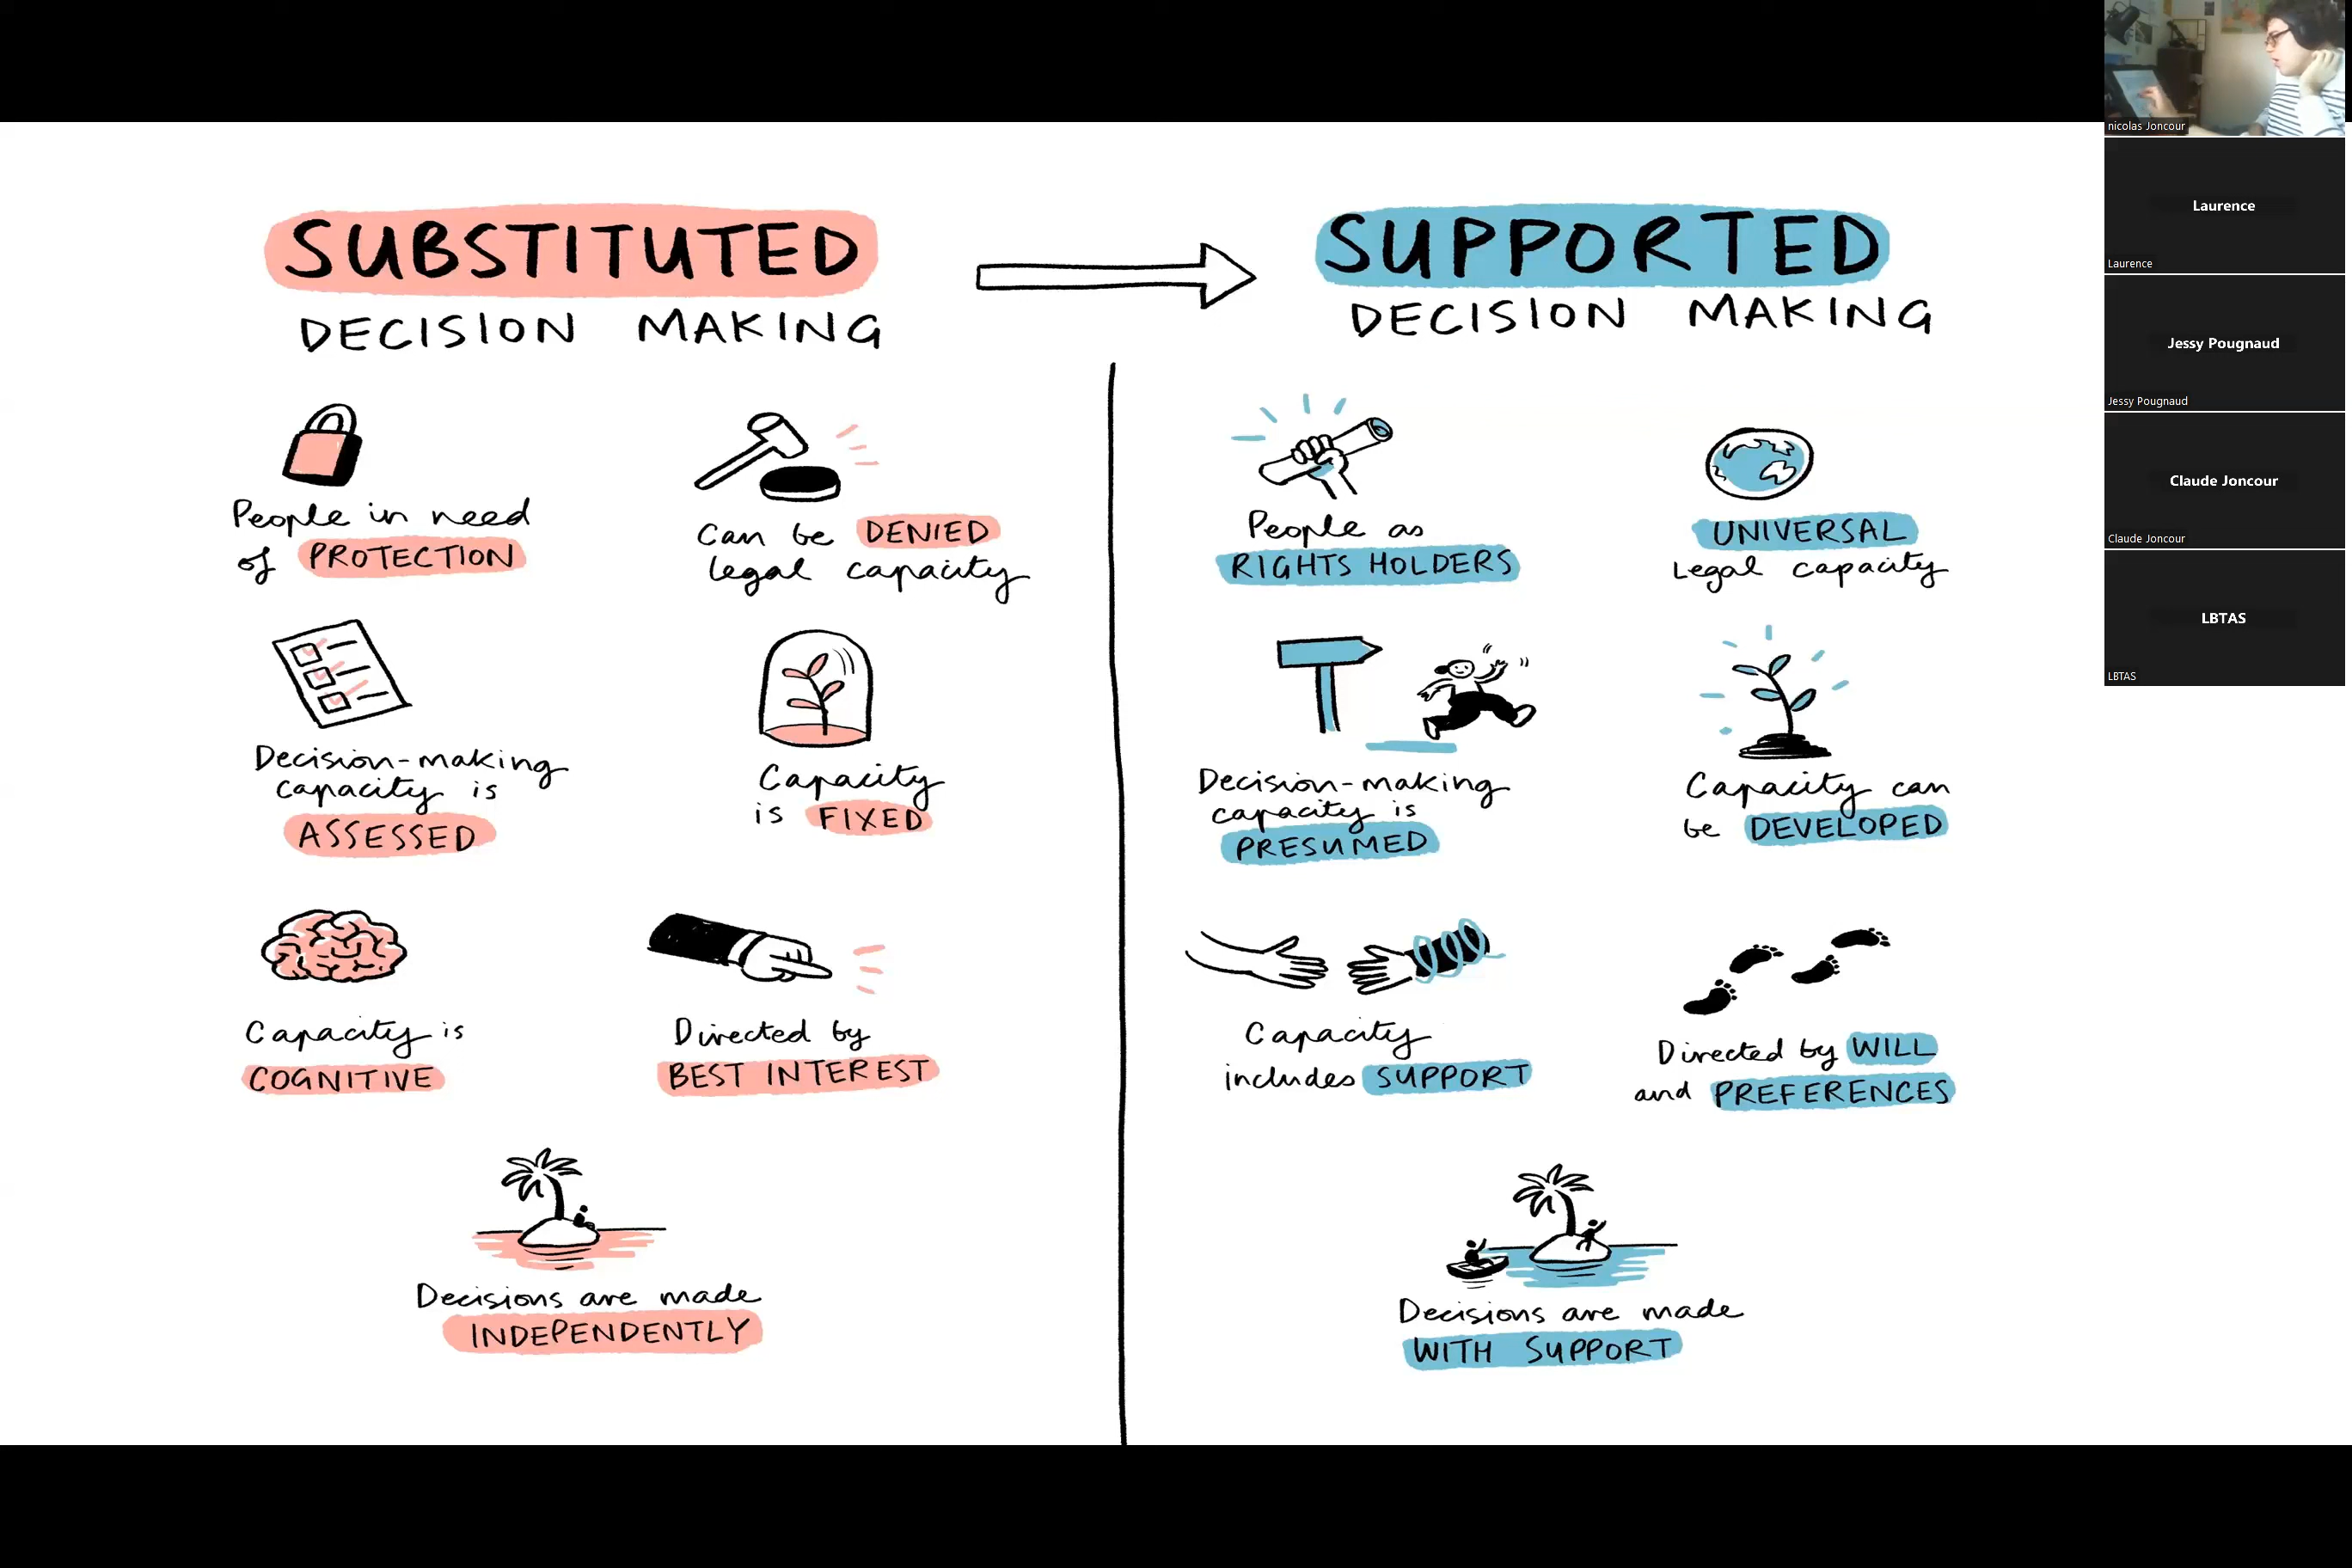 SUBSTITUTED
DECISION MAKING
People in need
of PROTECTION
Can be DENIED
legal capacity
Decision-making
capacity is
ASSESSED
Capacity
is FIXED
Capacity is
COGNITIVE
Directed by
BEST INTEREST
Decisions are made
INDEPENDENTLY
SUPPORTED
DECISION MAKING
People as
RIGHTS HOLDERS
UNIVERSAL
Legal capacity
Decision-making
capacity is
PRESUMED
Capacity can
be DEVELOPED
Capacity
includes SUPPORT
Directed by WILL
and PREFERENCES
Decisions are made
WITH SUPPORT
nicolas Joncour
Laurence
Laurence
Jessy Pougnaud
Jessy Pougnaud
Claude Joncour
Claude Joncour
LBTAS
LBTAS